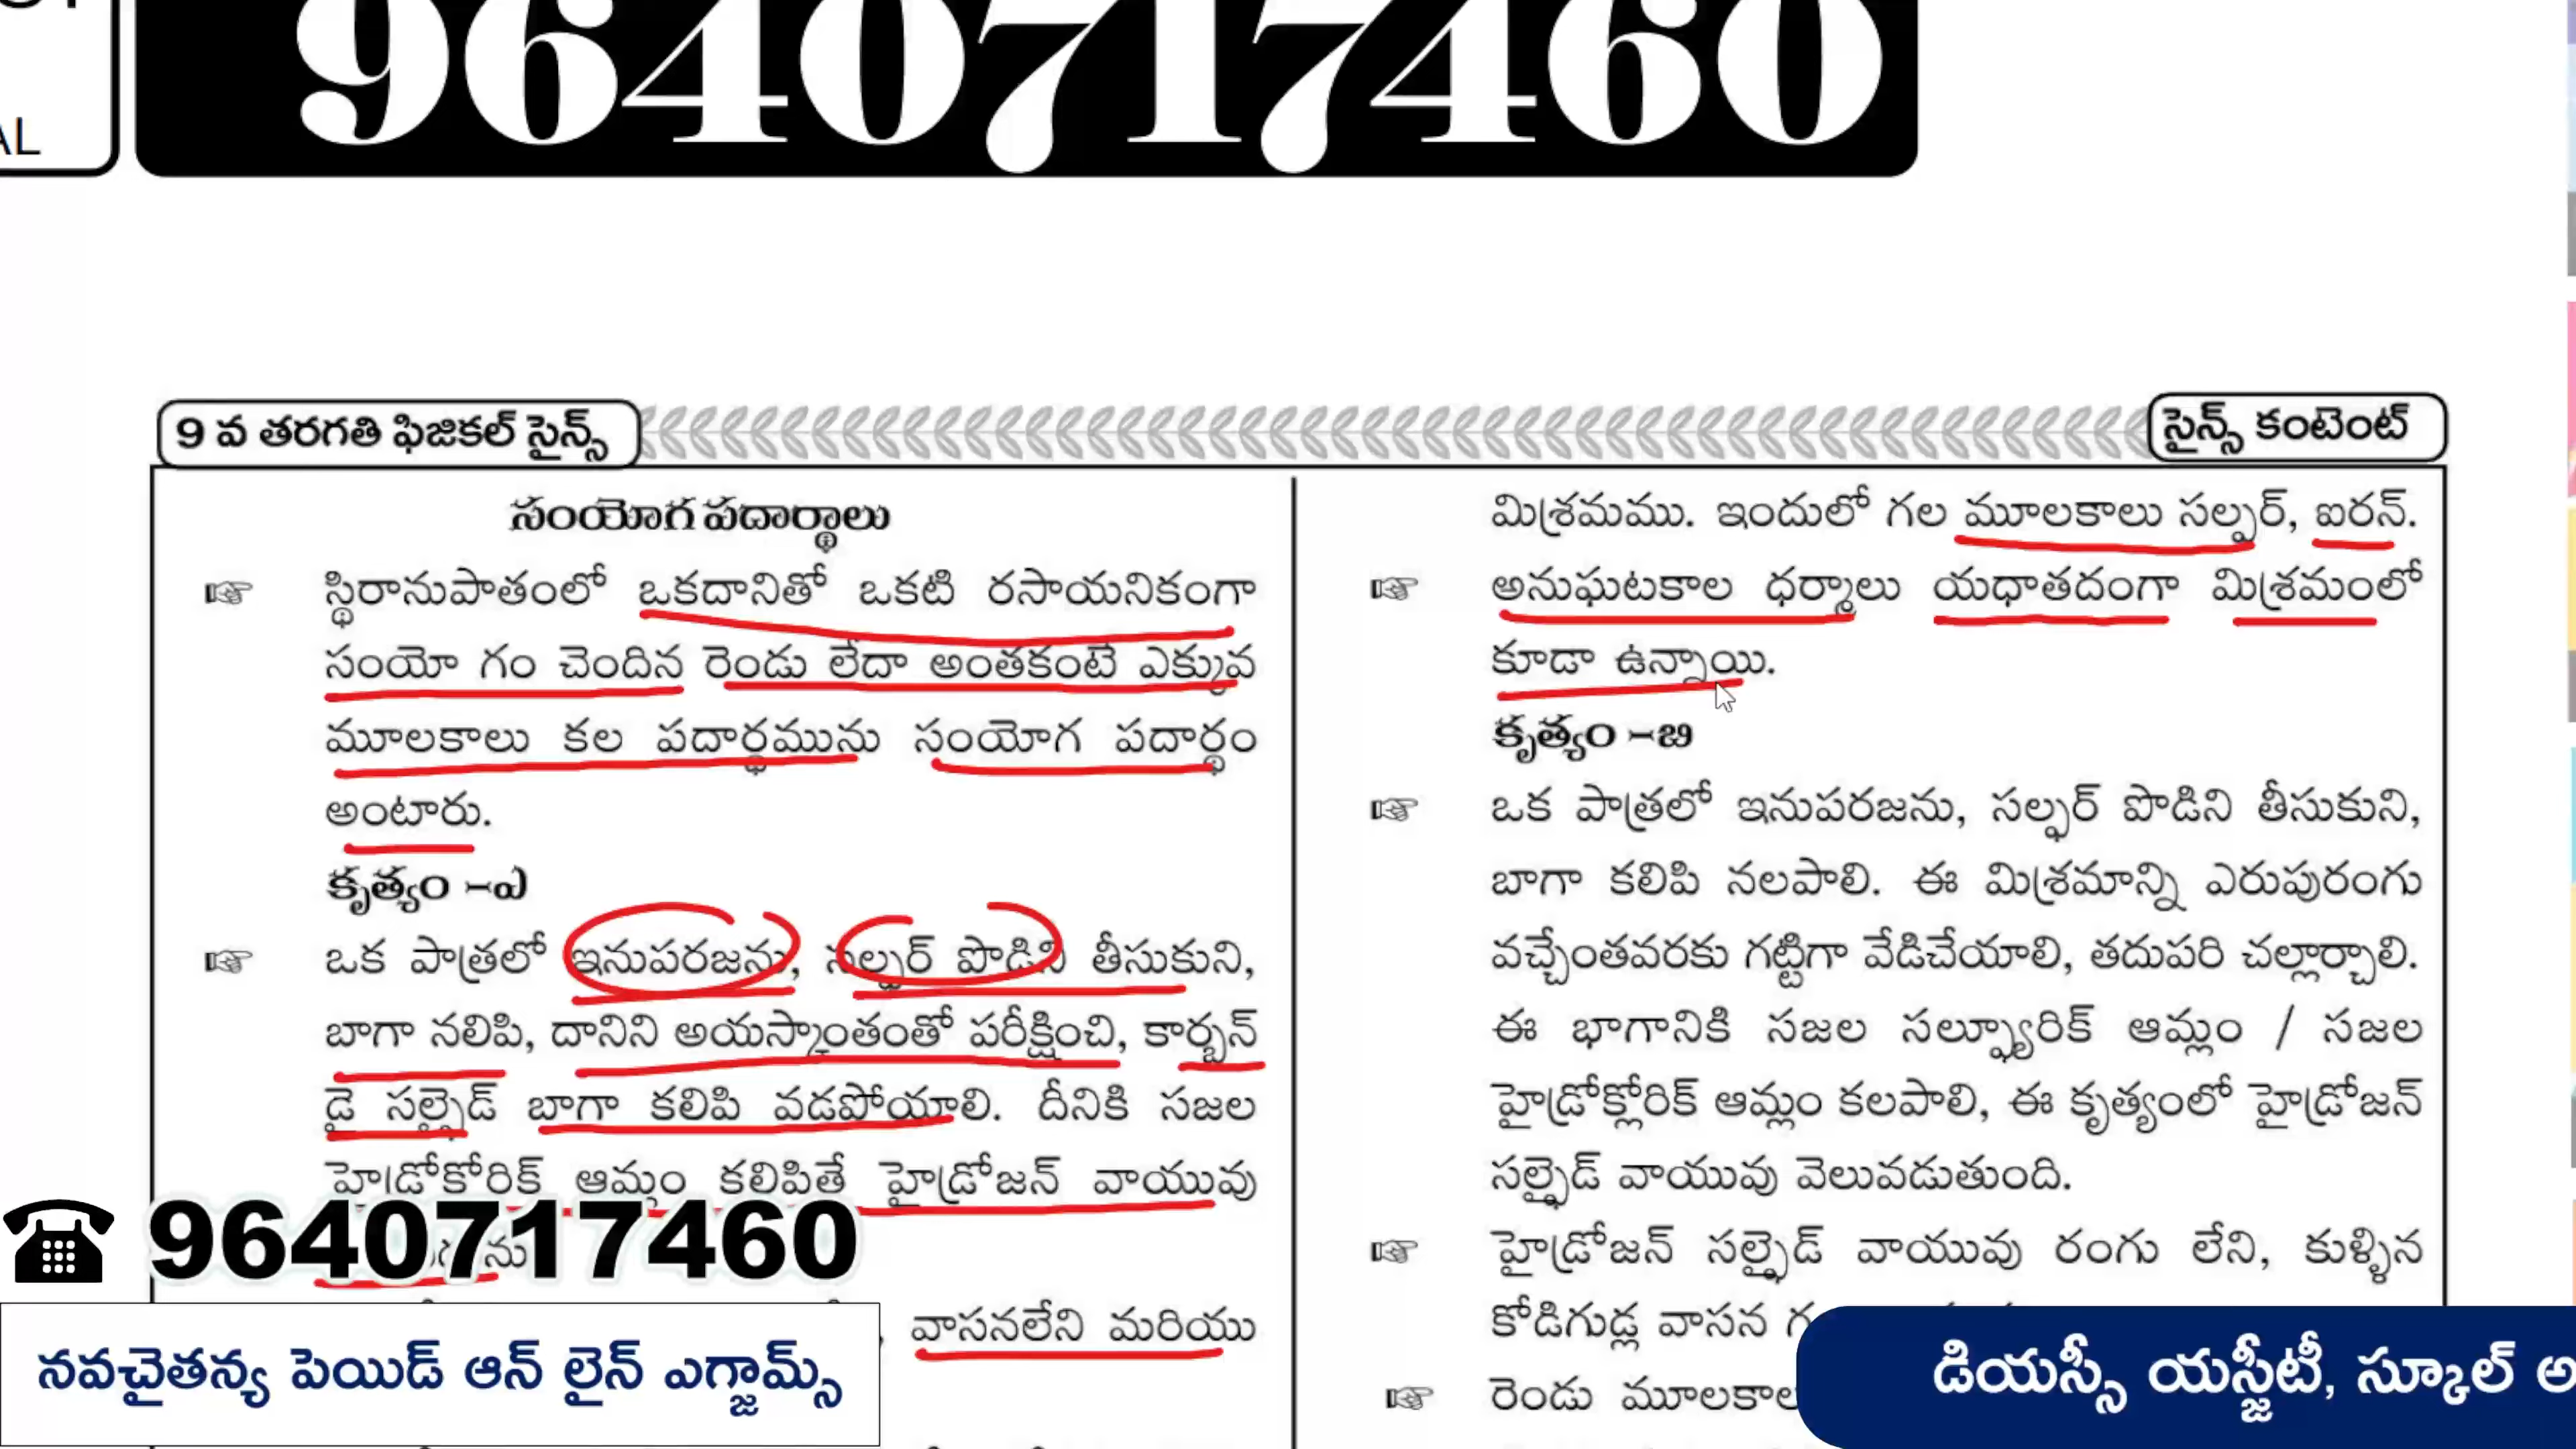 AL
9640717460
9 వ తరగతి ఫిజికల్ సైన్స్
సైన్స్ కంటెంట్
సంయోగ పదార్థాలు
స్థిరానుపాతంలో ఒకదానితో ఒకటి రసాయనికంగా
సంయో గం చెందిన రెండు లేదా అంతకంటే ఎక్కువ
మూలకాలు కల పదార్థమును సంయోగ పదార్థం
అంటారు.
కృత్యం -ఎ
ఒక పాత్రలో ఇనుపరజను, సల్ఫర్ పొడిని తీసుకుని,
బాగా నలిపి, దానిని అయస్కాంతంతో పరీక్షించి, కార్బన్
డై సల్ఫైడ్ బాగా కలిపి వడపోయాలి. దీనికి సజల
హైడ్రోక్లోరిక్ ఆమ్లం కలిపితే హైడ్రోజన్ వాయువు
వాసనలేని మరియు
మిశ్రమము. ఇందులో గల మూలకాలు సల్ఫర్, ఐరన్.
అనుఘటకాల ధర్మాలు యధాతదంగా మిశ్రమంలో
కూడా ఉన్నాయి.
కృత్యం -బి
ఒక పాత్రలో ఇనుపరజను, సల్ఫర్ పొడిని తీసుకుని,
బాగా కలిపి నలపాలి. ఈ మిశ్రమాన్ని ఎరుపురంగు
వచ్చేంతవరకు గట్టిగా వేడిచేయాలి, తదుపరి చల్లార్చాలి.
ఈ భాగానికి సజల సల్ఫ్యూరిక్ ఆమ్లం / సజల
హైడ్రోక్లోరిక్ ఆమ్లం కలపాలి, ఈ కృత్యంలో హైడ్రోజన్
సల్ఫైడ్ వాయువు వెలువడుతుంది.
హైడ్రోజన్ సల్ఫైడ్ వాయువు రంగు లేని, కుళ్ళిన
కోడిగుడ్ల వాసన
రెండు మూలకాల
9640717460
నవచైతన్య పెయిడ్ ఆన్ లైన్ ఎగ్జామ్స్
డియస్సీ యస్జీటీ, స్కూల్ అ